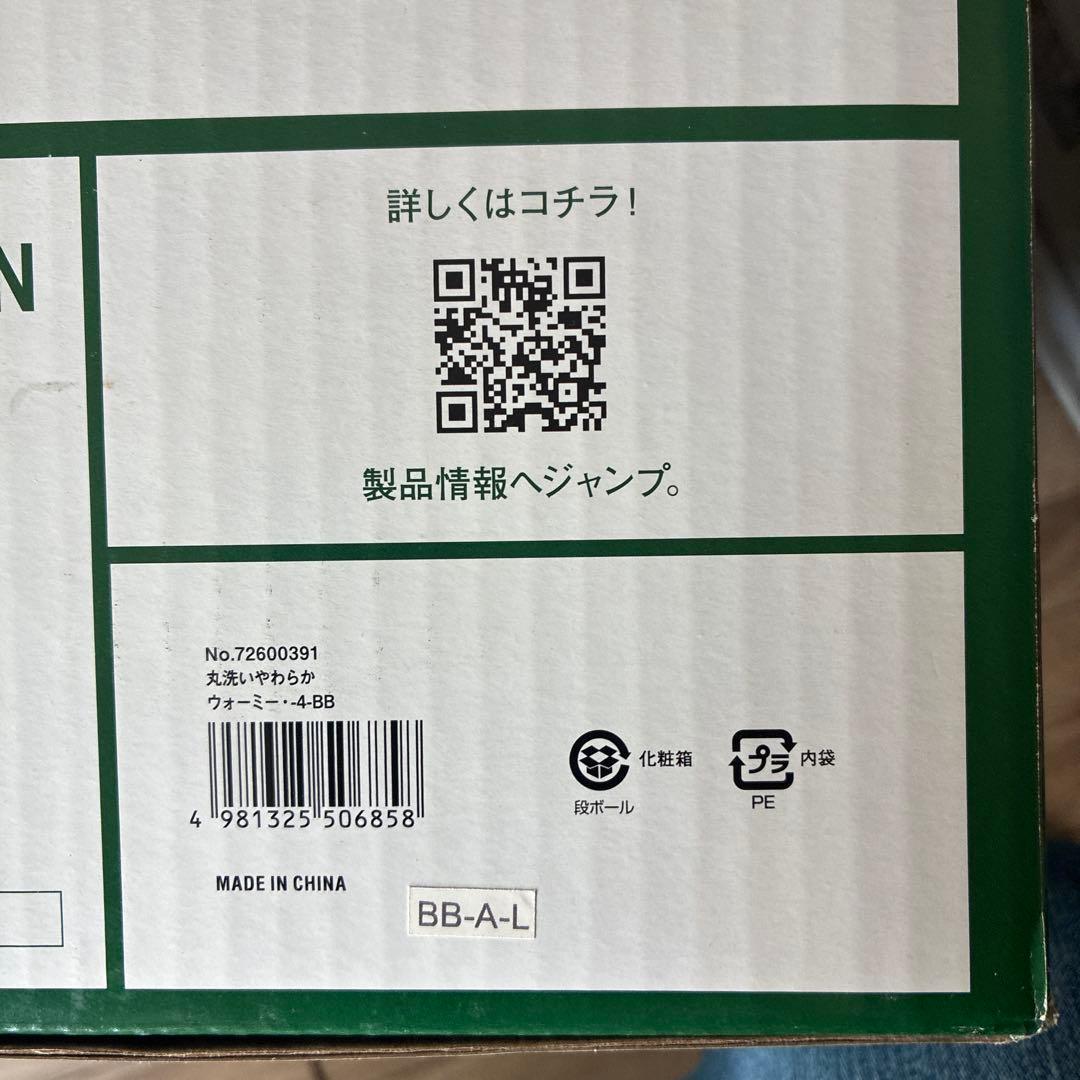 N
詳しくはコチラ！
製品情報へジャンプ。
No.72600391
丸洗いやわらか
ウォーミー・-4-BB
4 981325 506858
化粧箱
段ボール
プラ 内袋
PE
MADE IN CHINA
BB-A-L